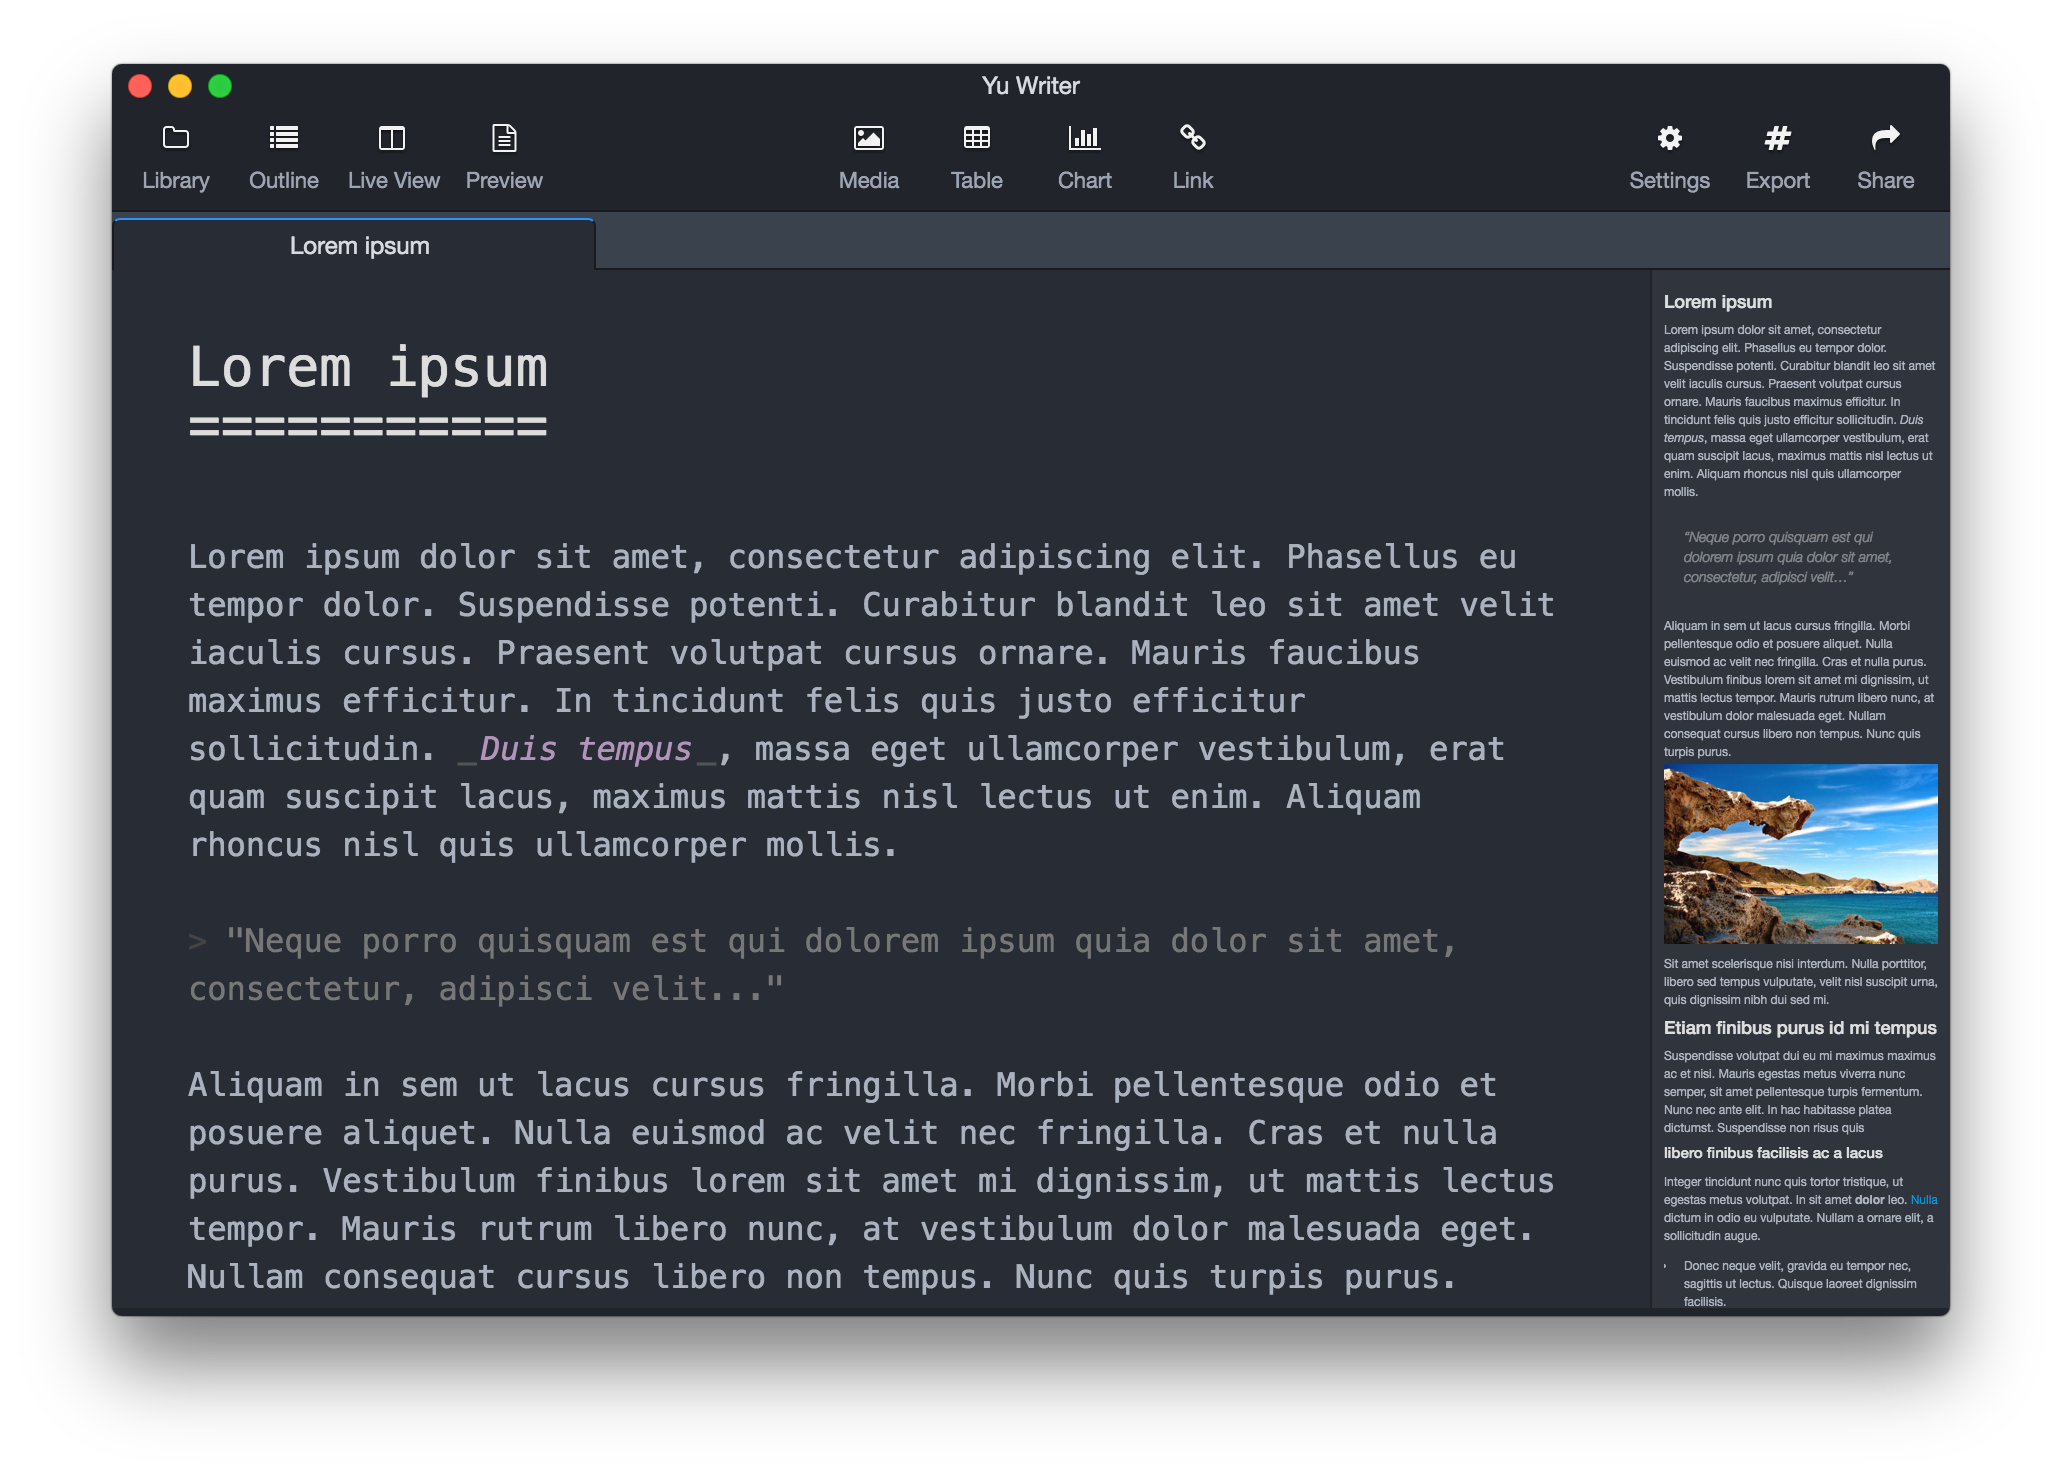 Yu Writer
Library
Outline
Live View
Preview
Media
Table
Chart
Link
Settings
Export
Share
Lorem ipsum
Lorem ipsum
===========
Lorem ipsum dolor sit amet, consectetur adipiscing elit. Phasellus eu
tempor dolor. Suspendisse potenti. Curabitur blandit leo sit amet velit
iaculis cursus. Praesent volutpat cursus ornare. Mauris faucibus
maximus efficitur. In tincidunt felis quis justo efficitur
sollicitudin. _Duis tempus_, massa eget ullamcorper vestibulum, erat
quam suscipit lacus, maximus mattis nisl lectus ut enim. Aliquam
rhoncus nisl quis ullamcorper mollis.
> "Neque porro quisquam est qui dolorem ipsum quia dolor sit amet,
consectetur, adipisci velit..."
Aliquam in sem ut lacus cursus fringilla. Morbi pellentesque odio et
posuere aliquet. Nulla euismod ac velit nec fringilla. Cras et nulla
purus. Vestibulum finibus lorem sit amet mi dignissim, ut mattis lectus
tempor. Mauris rutrum libero nunc, at vestibulum dolor malesuada eget.
Nullam consequat cursus libero non tempus. Nunc quis turpis purus.
Lorem ipsum
Lorem ipsum dolor sit amet, consectetur
adipiscing elit. Phasellus eu tempor dolor.
Suspendisse potenti. Curabitur blandit leo sit amet
velit iaculis cursus. Praesent volutpat cursus
ornare. Mauris faucibus maximus efficitur. In
tincidunt felis quis justo efficitur sollicitudin. Duis
tempus, massa eget ullamcorper vestibulum, erat
quam suscipit lacus, maximus mattis nisl lectus ut
enim. Aliquam rhoncus nisl quis ullamcorper
mollis.
“Neque porro quisquam est qui
dolorem ipsum quia dolor sit amet,
consectetur, adipisci velit…”
Aliquam in sem ut lacus cursus fringilla. Morbi
pellentesque odio et posuere aliquet. Nulla
euismod ac velit nec fringilla. Cras et nulla purus.
Vestibulum finibus lorem sit amet mi dignissim, ut
mattis lectus tempor. Mauris rutrum libero nunc, at
vestibulum dolor malesuada eget. Nullam
consequat cursus libero non tempus. Nunc quis
turpis purus.
Sit amet scelerisque nisi interdum. Nulla porttitor,
libero sed tempus vulputate, velit nisl suscipit urna,
quis dignissim nibh dui sed mi.
Etiam finibus purus id mi tempus
Suspendisse volutpat dui eu mi maximus maximus
ac et nisi. Mauris egestas metus viverra nunc
semper, sit amet pellentesque turpis fermentum.
Nunc nec ante elit. In hac habitasse platea
dictumst. Suspendisse non risus quis
libero finibus facilisis ac a lacus
Integer tincidunt nunc quis tortor tristique, ut
egestas metus volutpat. In sit amet dolor leo. Nulla
dictum in odio eu vulputate. Nullam a ornare elit, a
sollicitudin augue.
• Donec neque velit, gravida eu tempor nec,
sagittis ut lectus. Quisque laoreet dignissim
facilisis.